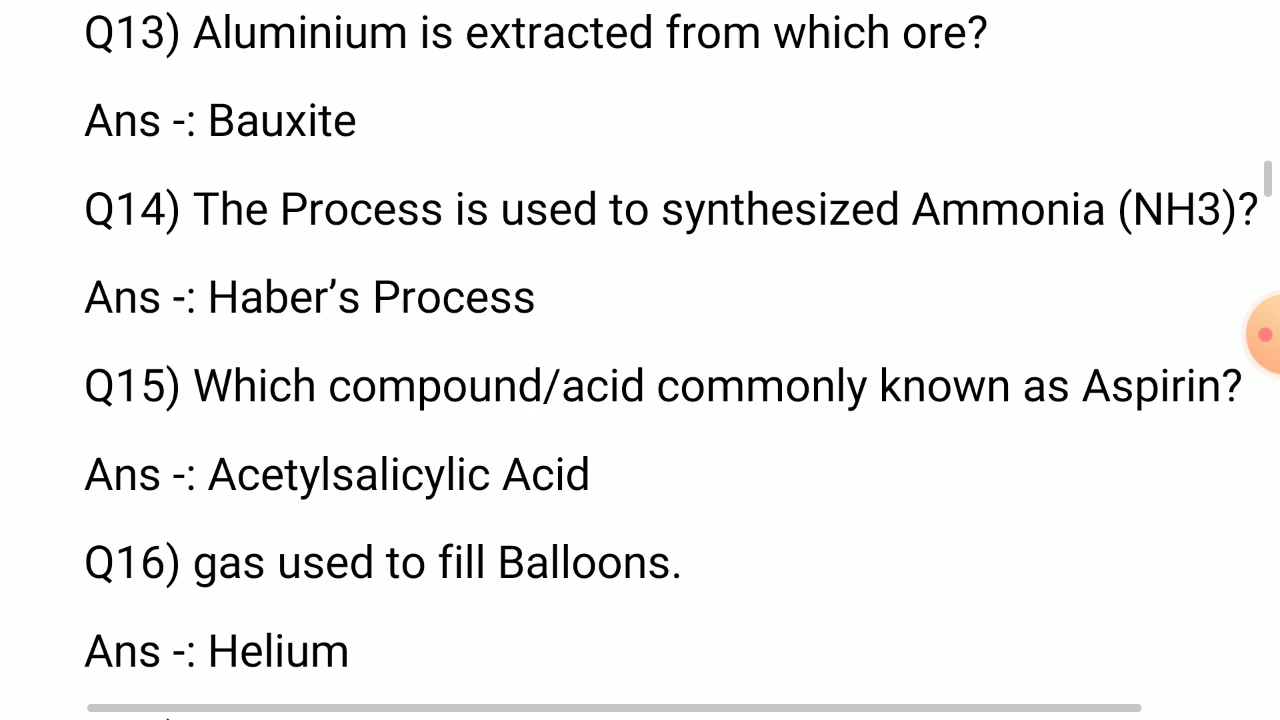 Q13) Aluminium is extracted from which ore?
Ans -: Bauxite
Q14) The Process is used to synthesized Ammonia (NH3)?
Ans -: Haber’s Process
Q15) Which compound/acid commonly known as Aspirin?
Ans -: Acetylsalicylic Acid
Q16) gas used to fill Balloons.
Ans -: Helium